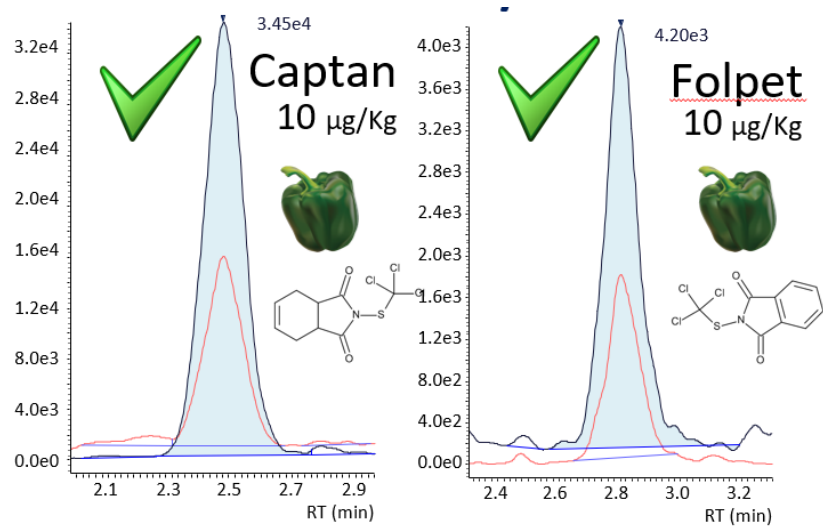 3.45e4
Captan
10 µg/Kg
3.2e4
2.8e4
2.4e4
2.0e4
1.6e4
1.2e4
8.0e3
4.0e3
0.0e0
2.1
2.3
2.5
2.7
2.9
RT (min)
O
N
S
Cl
Cl
O
4.20e3
Folpet
10 µg/Kg
4.0e3
3.6e3
3.2e3
2.8e3
2.4e3
2.0e3
1.6e3
1.2e3
8.0e2
4.0e2
0.0e0
2.4
2.6
2.8
3.0
3.2
RT (min)
Cl
Cl
Cl
S
N
O
O